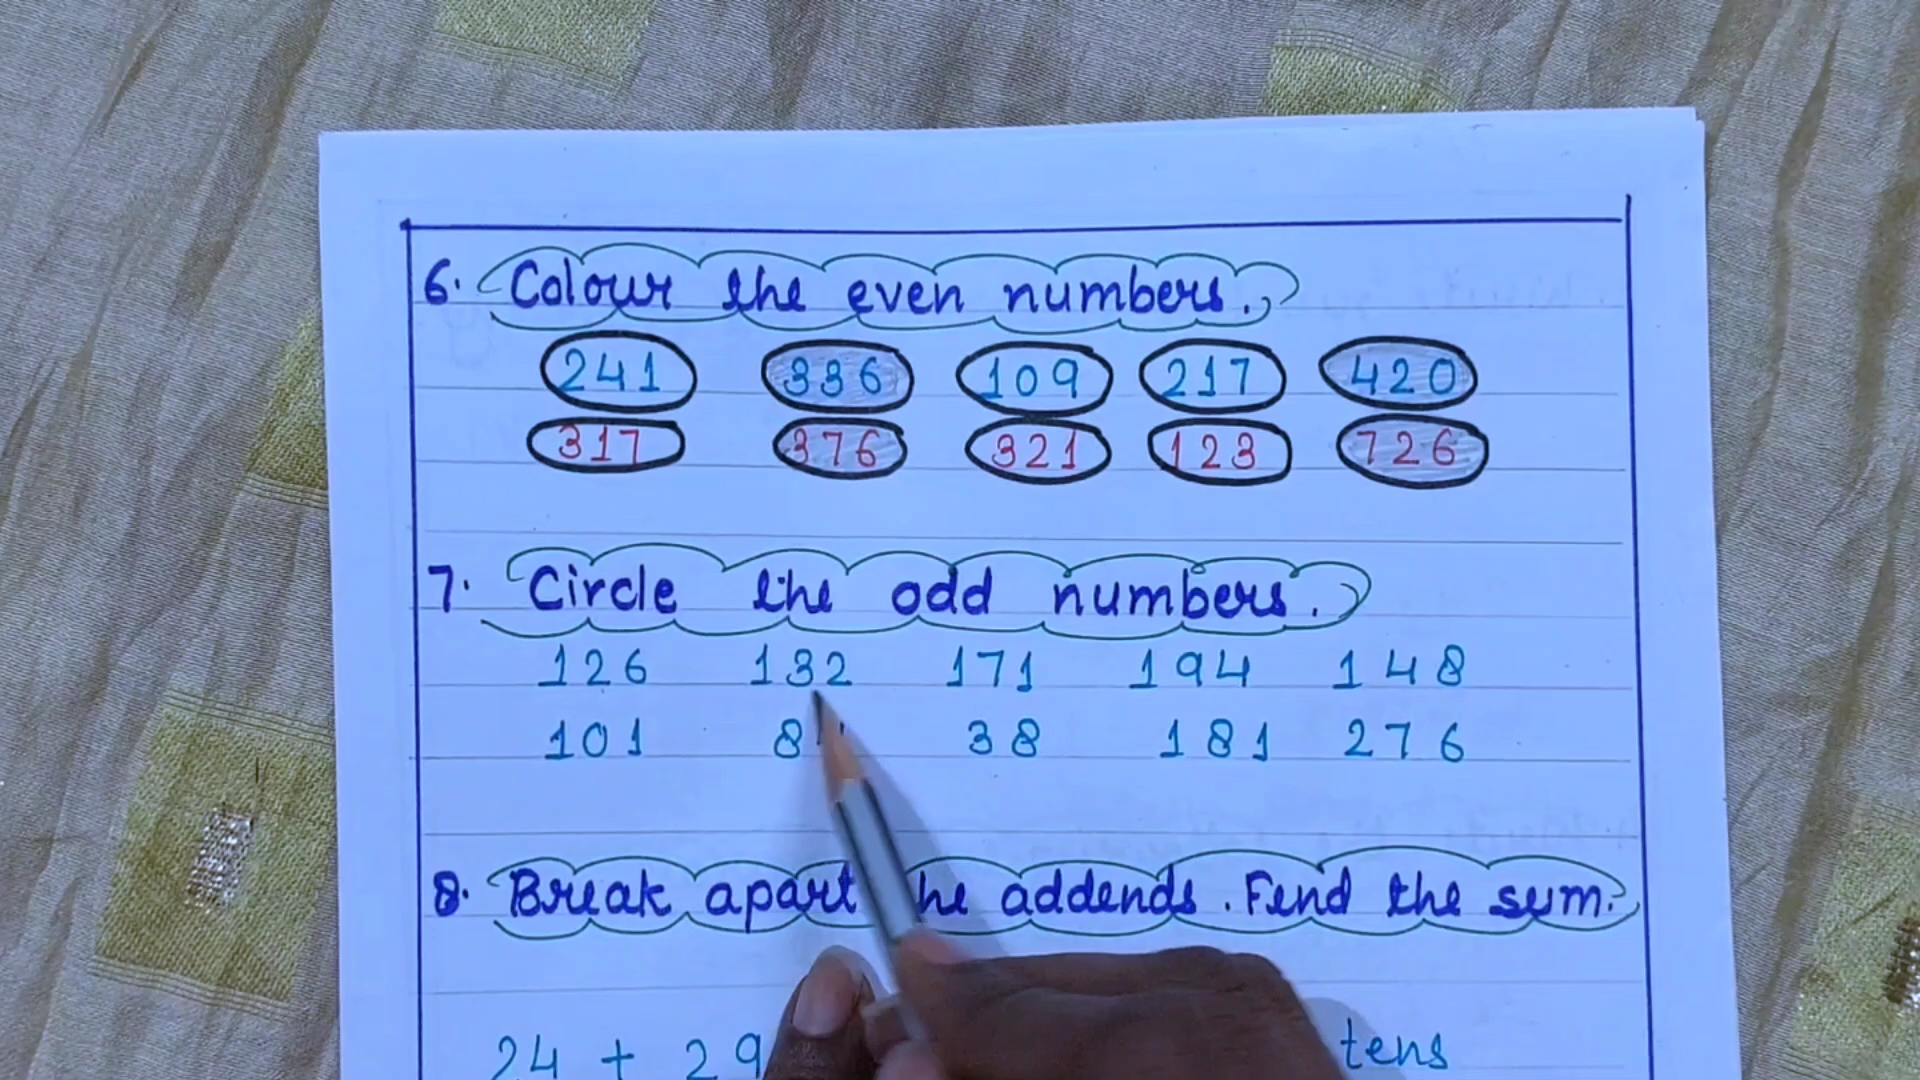 6. Colour the even numbers.
241 336 109 217 420
317 376 321 123 726
7. Circle the odd numbers.
126 132 171 194 148
101 38 181 276
8. Break apart he addends. Find the sum.
24 + 29 tens